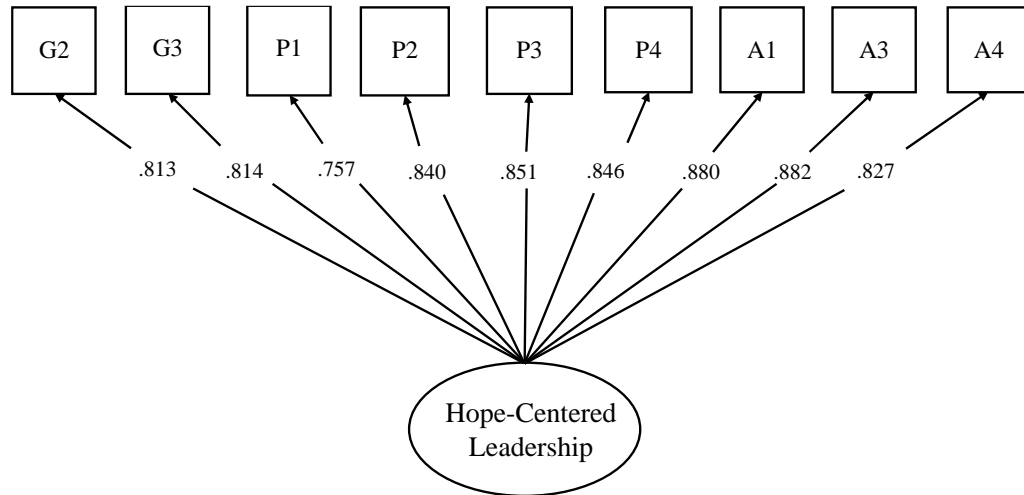 G2 G3 P1 P2 P3 P4 A1 A3 A4
.813 .814 .757 .840 .851 .846 .880 .882 .827
Hope-Centered
Leadership